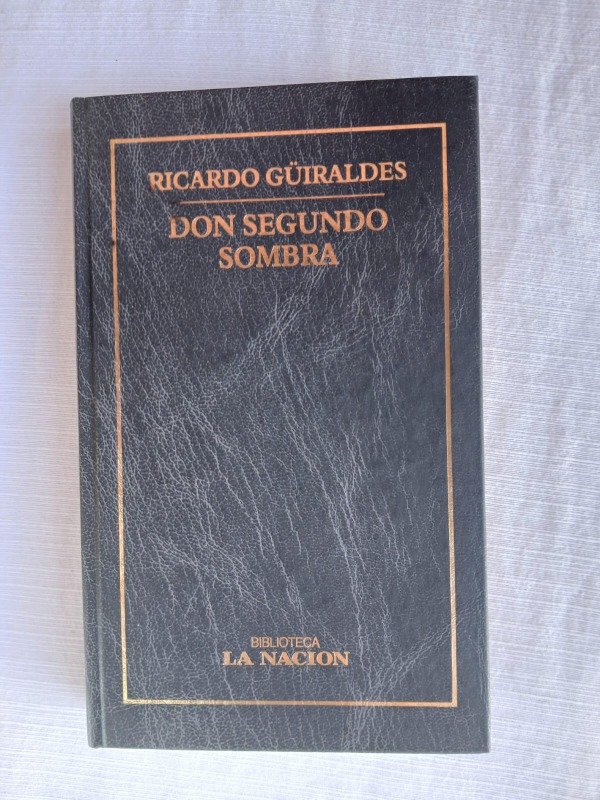 RICARDO GÜIRALDES
DON SEGUNDO
SOMBRA
BIBLIOTECA
LA NACION